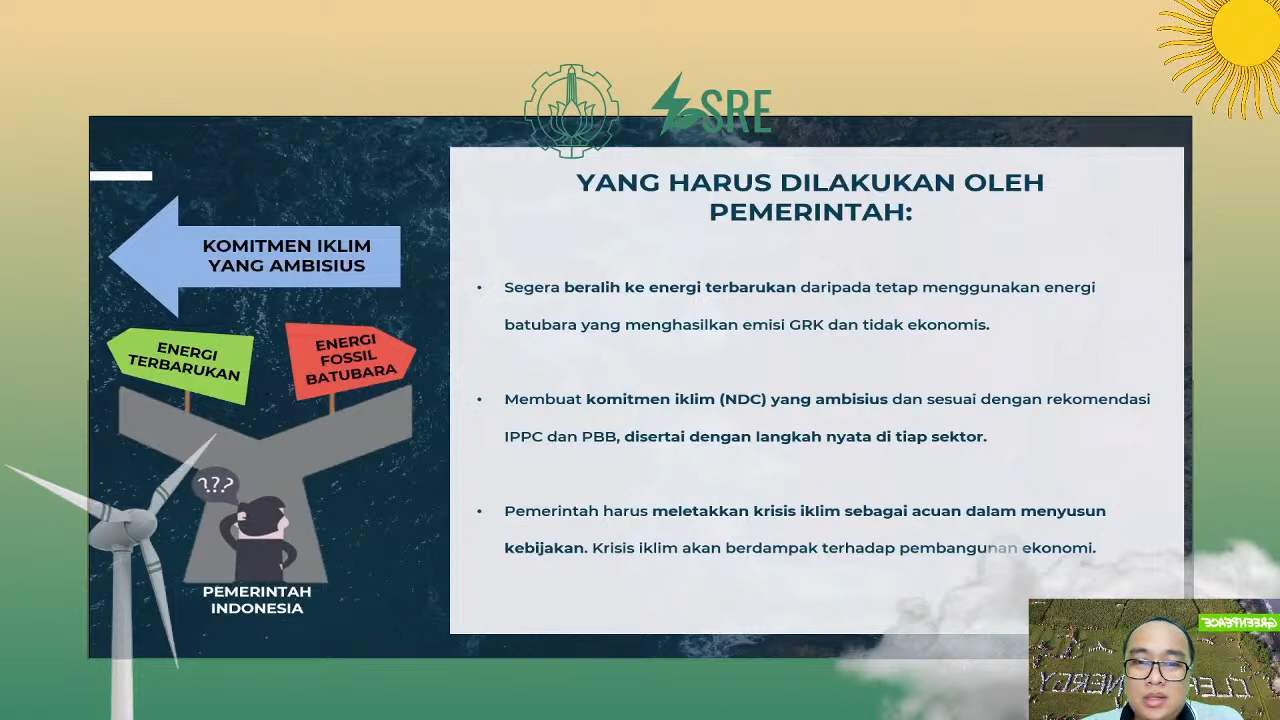 SRE
YANG HARUS DILAKUKAN OLEH
PEMERINTAH:
KOMITMEN IKLIM
YANG AMBISIUS
ENERGI
TERBARUKAN
ENERGI
FOSSIL
BATUBARA
???
PEMERINTAH
INDONESIA
• Segera beralih ke energi terbarukan daripada tetap menggunakan energi
batubara yang menghasilkan emisi GRK dan tidak ekonomis.
• Membuat komitmen iklim (NDC) yang ambisius dan sesuai dengan rekomendasi
IPPC dan PBB, disertai dengan langkah nyata di tiap sektor.
• Pemerintah harus meletakkan krisis iklim sebagai acuan dalam menyusun
kebijakan. Krisis iklim akan berdampak terhadap pembangunan ekonomi.
GREENPEACE